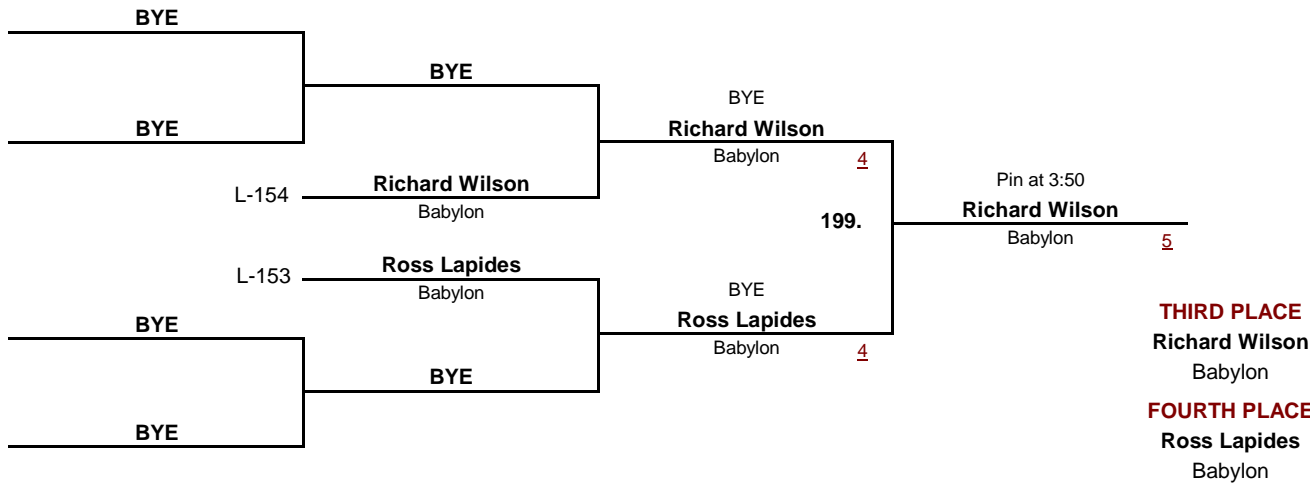 BYE
BYE
BYE
BYE
Richard Wilson
Babylon
4
L-154
Richard Wilson
Babylon
Pin at 3:50
Richard Wilson
Babylon
5
199.
L-153
Ross Lapides
Babylon
BYE
Ross Lapides
Babylon
4
BYE
BYE
BYE
THIRD PLACE
Richard Wilson
Babylon
FOURTH PLACE
Ross Lapides
Babylon